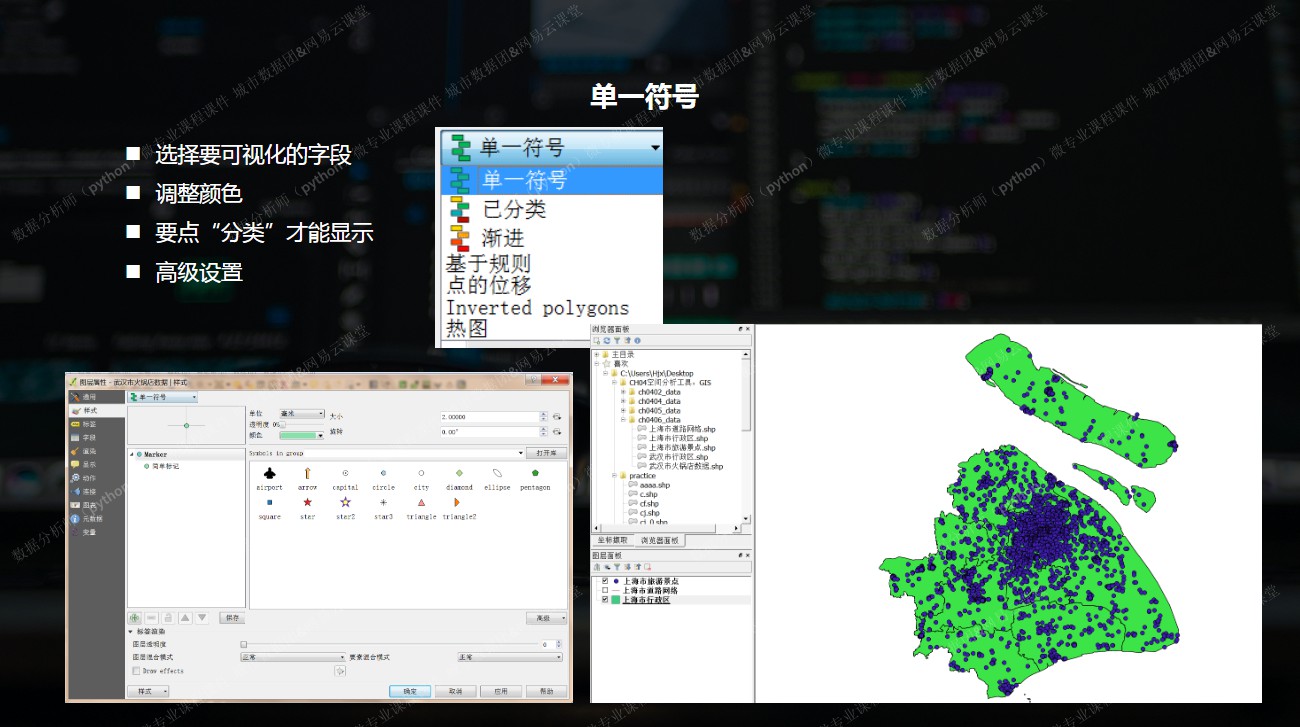 单一符号
选择要可视化的字段
调整颜色
要点“分类”才能显示
高级设置
单一符号
单一符号
已分类
渐进
基于规则
点的位移
Inverted polygons
热图
图层属性 - 武汉市火锅店数据 | 样式
通用
样式
标签
字段
渲染
显示
动作
连接
图表
元数据
变量
单一符号
单位 毫米
透明度 0%
颜色
大小 2.00000
旋转 0.00°
Marker
简单标记
Symbols in group
打开库
airport arrow capital circle city diamond ellipse pentagon
square star star2 star3 triangle triangle2
保存
高级
标签渲染
图层透明度 0
图层混合模式 正常 要素混合模式 正常
Draw effects
样式
确定 取消 应用 帮助
浏览器面板
主目录
喜欢
C:\Users\Hjx\Desktop
CH04空间分析工具：GIS
ch0402_data
ch0404_data
ch0405_data
ch0406_data
上海市道路网络.shp
上海市行政区.shp
上海市旅游景点.shp
武汉市行政区.shp
武汉市火锅店数据.shp
practice
aaaa.shp
c.shp
cf.shp
cj.shp
cj_0.shp
坐标撷取 浏览器面板
图层面板
上海市旅游景点
上海市道路网络
上海市行政区
数据分析师（python）微专业课程课件 城市数据团&网易云课堂